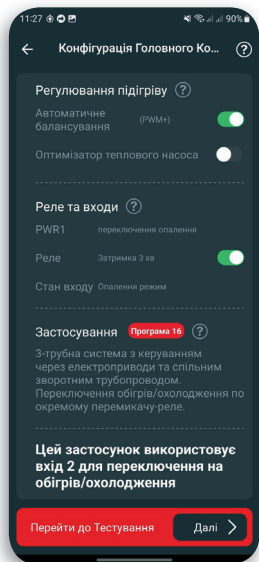 11:27 90%
Конфігурація Головного Ко... ?
Регулювання підігріву ?
Автоматичне
балансування (PWM+)
Оптимізатор теплового насоса
Реле та входи ?
PWR1 переключення опалення
Реле Затримка 3 хв
Стан входу Опалення режим
Застосування Програма 16 ?
3-трубна система з керуванням
через електроприводи та спільним
зворотним трубопроводом.
Переключення обігрів/охолодження по
окремому перемикачу-реле.
Цей застосунок використовує
вхід 2 для переключення на
обігрів/охолодження
Перейти до Тестування Далі